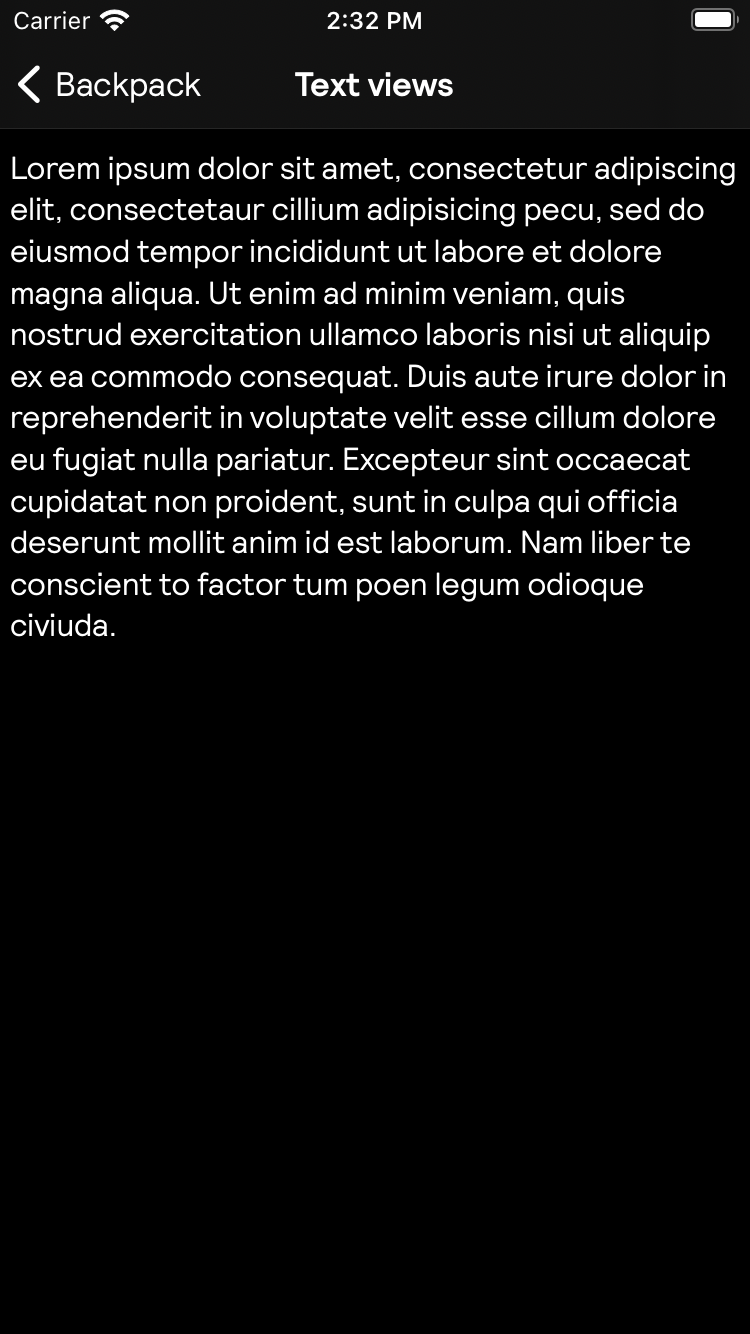 Carrier 2:32 PM
Backpack Text views
Lorem ipsum dolor sit amet, consectetur adipiscing
elit, consectetaur cillium adipisicing pecu, sed do
eiusmod tempor incididunt ut labore et dolore
magna aliqua. Ut enim ad minim veniam, quis
nostrud exercitation ullamco laboris nisi ut aliquip
ex ea commodo consequat. Duis aute irure dolor in
reprehenderit in voluptate velit esse cillum dolore
eu fugiat nulla pariatur. Excepteur sint occaecat
cupidatat non proident, sunt in culpa qui officia
deserunt mollit anim id est laborum. Nam liber te
conscient to factor tum poen legum odioque
civiuda.